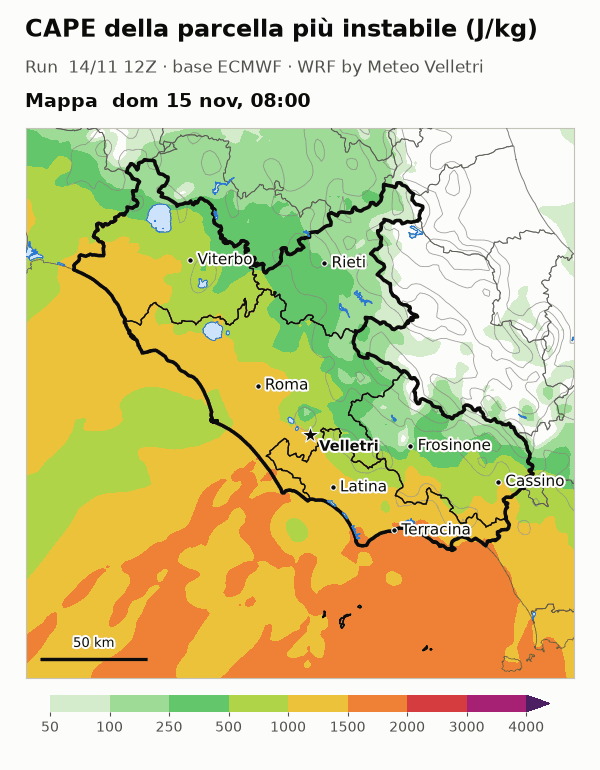 CAPE della parcella più instabile (J/kg)
Run  14/11 12Z · base ECMWF · WRF by Meteo Velletri
Mappa  dom 15 nov, 08:00
Viterbo
Rieti
Roma
Velletri
Frosinone
Cassino
Latina
Terracina
50 km
50 100 250 500 1000 1500 2000 3000 4000